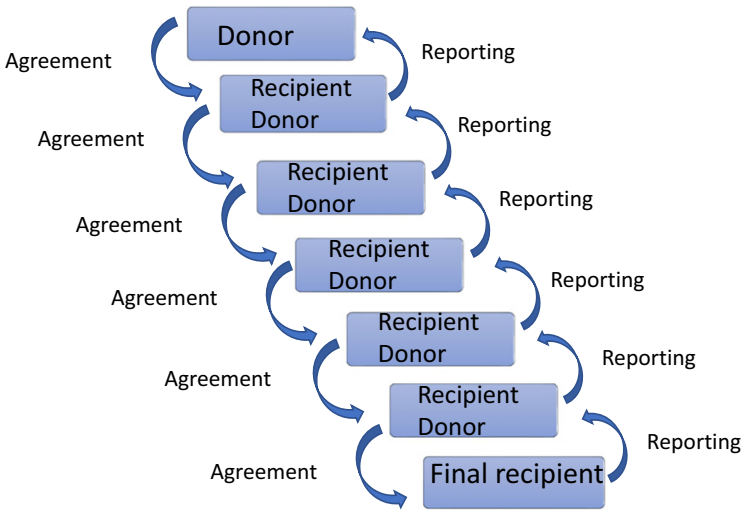 Donor
Agreement
Reporting
Recipient
Donor
Agreement
Reporting
Recipient
Donor
Agreement
Reporting
Recipient
Donor
Agreement
Reporting
Recipient
Donor
Agreement
Reporting
Recipient
Donor
Agreement
Reporting
Final recipient